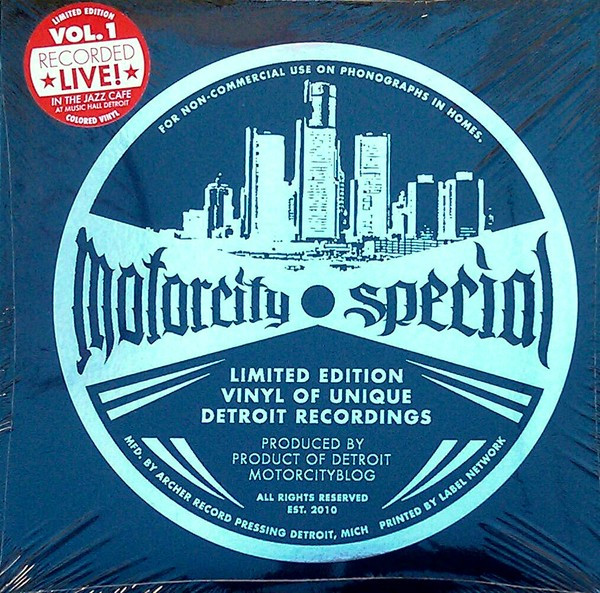 LIMITED EDITION
VOL. 1
RECORDED
LIVE!
IN THE JAZZ CAFE
AT MUSIC HALL DETROIT
COLORED VINYL
FOR NON-COMMERCIAL USE ON PHONOGRAPHS IN HOMES.
Motorcity special
LIMITED EDITION
VINYL OF UNIQUE
DETROIT RECORDINGS
PRODUCED BY
PRODUCT OF DETROIT
MOTORCITYBLOG
ALL RIGHTS RESERVED
EST. 2010
MFD. BY ARCHER RECORD PRESSING DETROIT, MICH PRINTED BY LABEL NETWORK